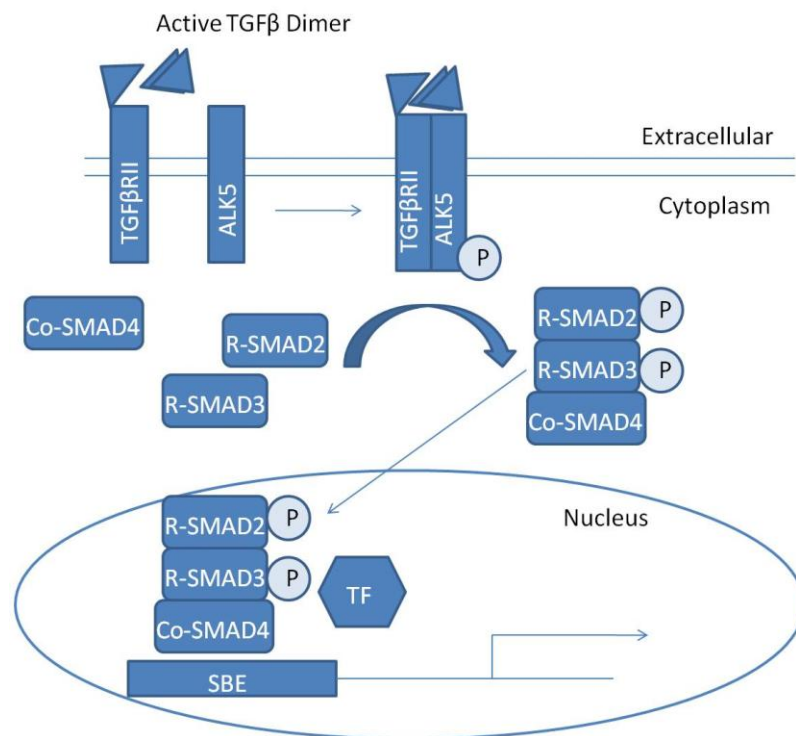 Active TGFβ Dimer
Extracellular
Cytoplasm
TGFβRII
ALK5
TGFβRII
ALK5
P
Co-SMAD4
R-SMAD2
R-SMAD3
R-SMAD2
P
R-SMAD3
P
Co-SMAD4
Nucleus
R-SMAD2
P
R-SMAD3
P
Co-SMAD4
TF
SBE